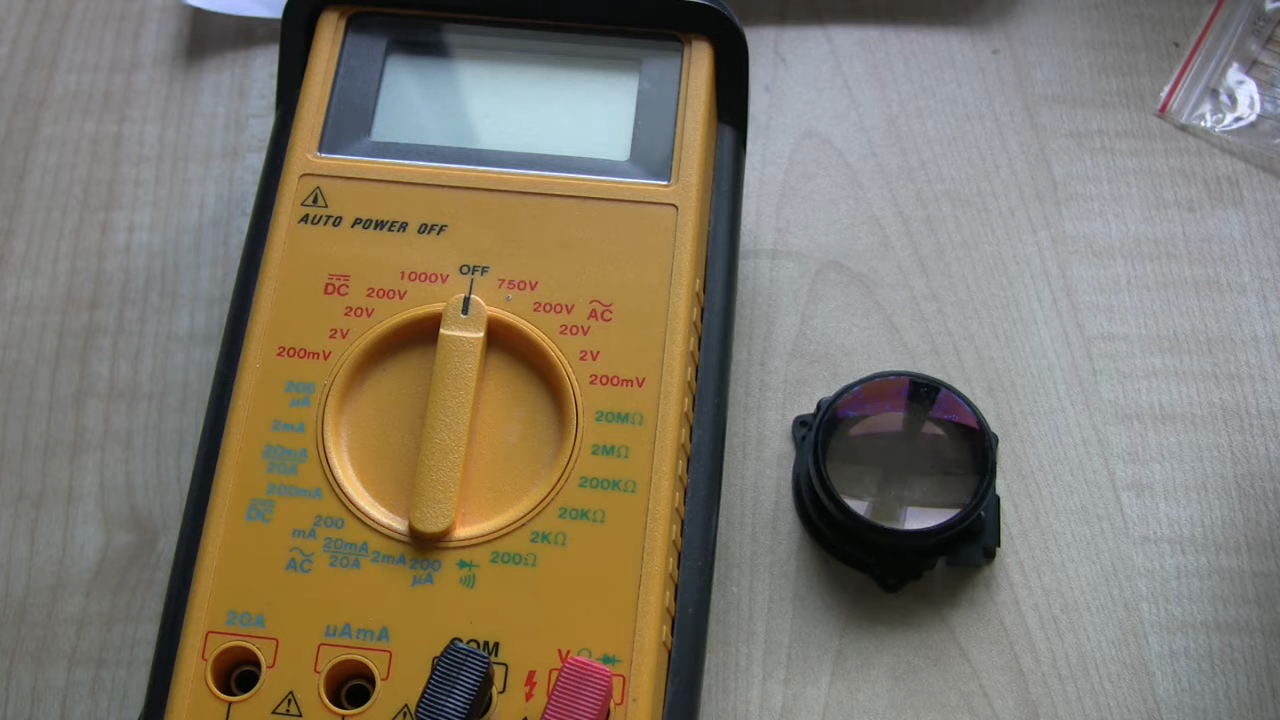 AUTO POWER OFF
OFF
1000V
750V
DC
200V
200V
AC
20V
20V
2V
2V
200mV
200mV
200
µA
20MΩ
2mA
2MΩ
20mA
20A
200KΩ
200mA
DC
20KΩ
200
mA
2KΩ
AC
20mA
20A
2mA
200
µA
200Ω
20A
µAmA
COM
V Ω